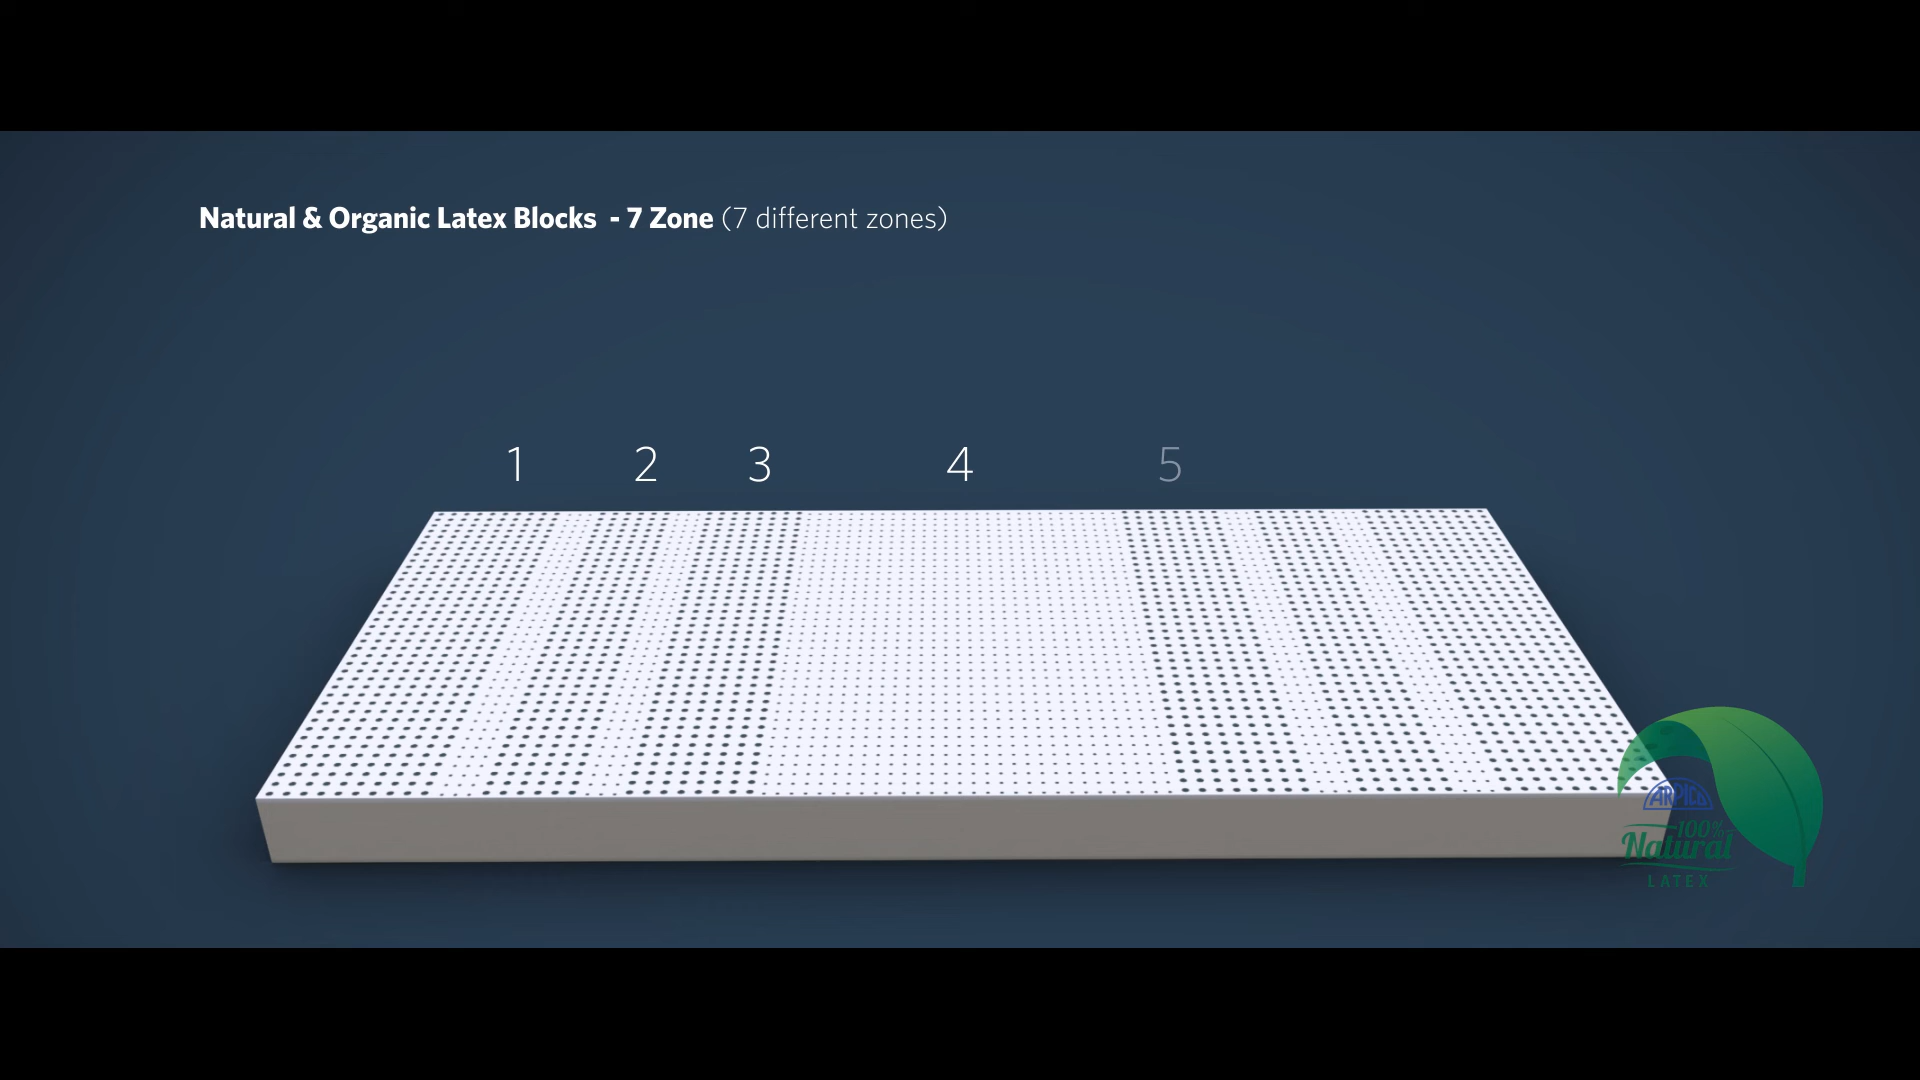 Natural & Organic Latex Blocks - 7 Zone (7 different zones)
1 2 3 4 5
ARPICO
100%
Natural
LATEX